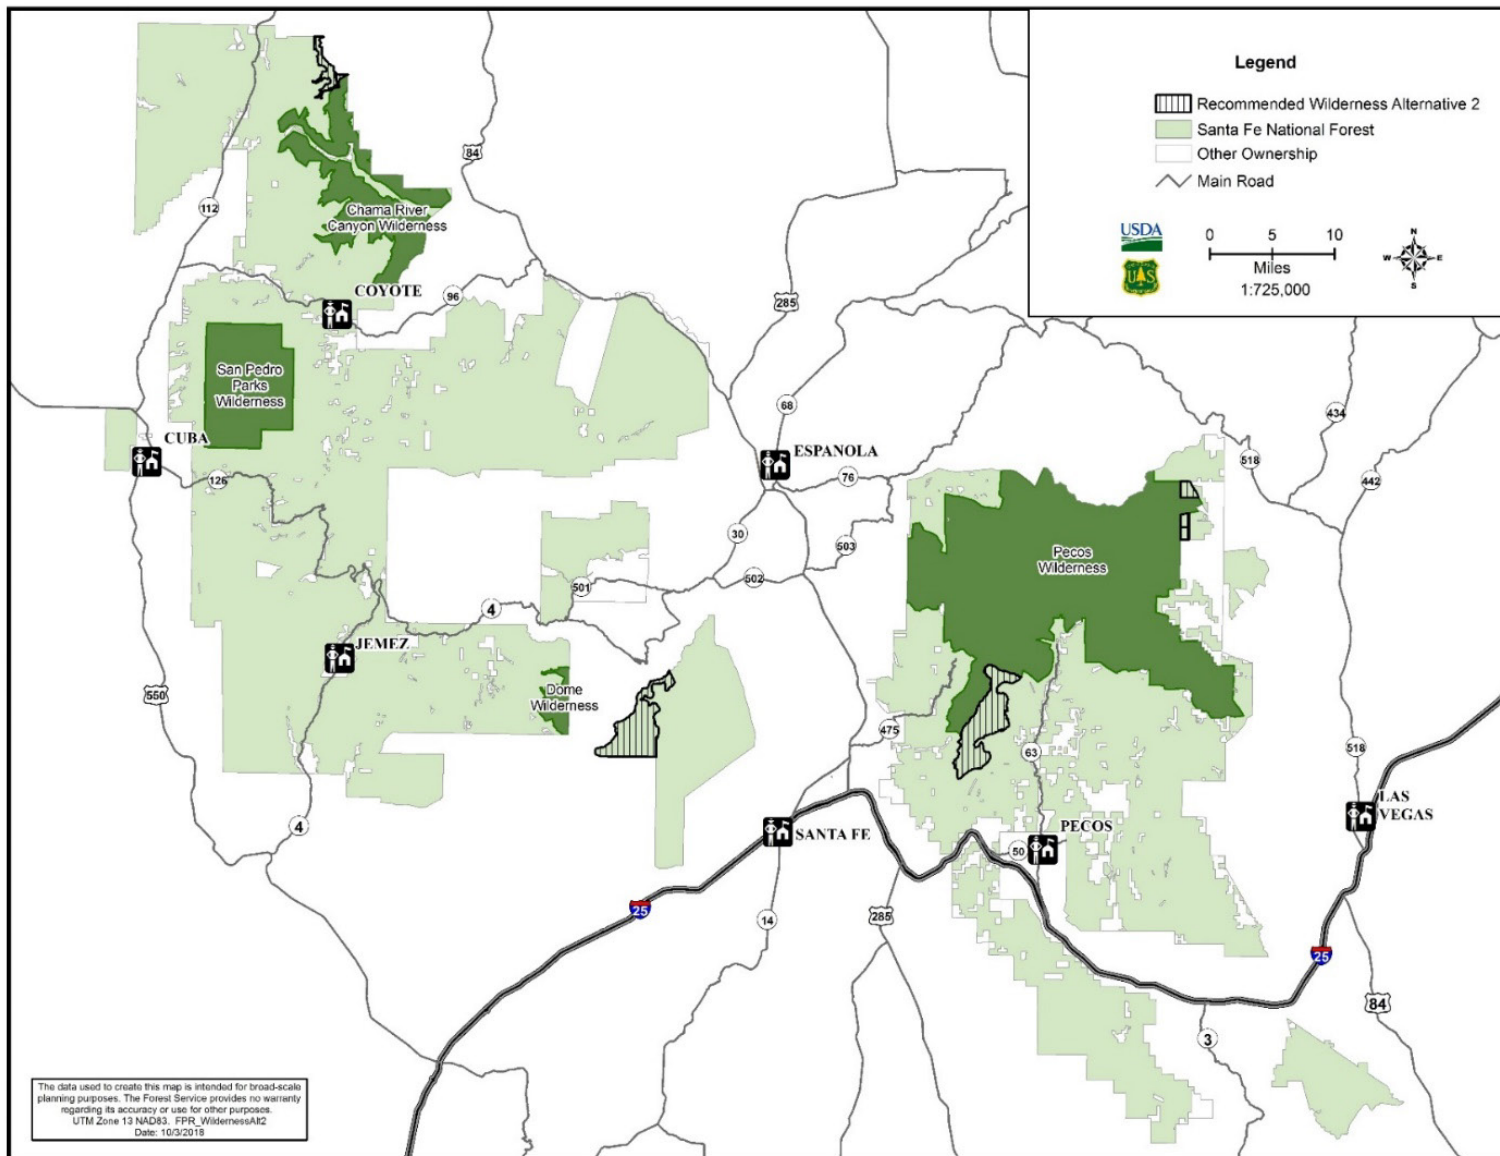 Legend
Recommended Wilderness Alternative 2
Santa Fe National Forest
Other Ownership
Main Road
USDA
0 5 10
Miles
1:725,000
N
W E
S
U S
84
112
Chama River
Canyon Wilderness
COYOTE
96
285
San Pedro
Parks
Wilderness
68
434
CUBA
ESPANOLA
518
126
76
442
30
503
Pecos
Wilderness
502
501
4
JEMEZ
550
Dome
Wilderness
475
63
518
LAS
VEGAS
4
SANTA FE
PECOS
50
25
14
285
25
84
3
The data used to create this map is intended for broad-scale
planning purposes. The Forest Service provides no warranty
regarding its accuracy or use for other purposes.
UTM Zone 13 NAD83. FPR_WildernessAlt2
Date: 10/3/2018